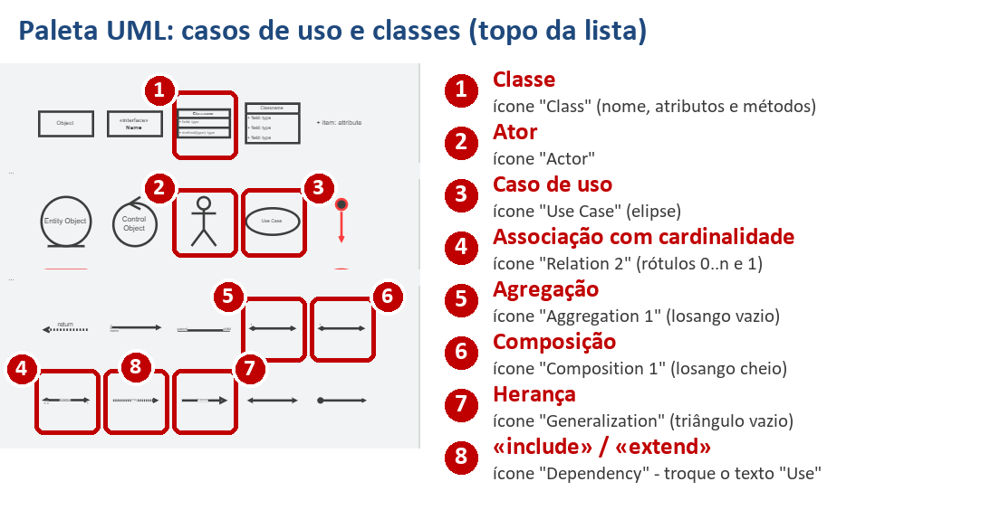 Paleta UML: casos de uso e classes (topo da lista)
1
Object
«interface»
Name
Classname
+ field: type
+ method(type): type
Classname
+ field: type
+ field: type
+ field: type
+ item: attribute
...
2
3
Entity Object
Control
Object
Use Case
...
5
6
return
4
8
7
1
Classe
ícone "Class" (nome, atributos e métodos)
2
Ator
ícone "Actor"
3
Caso de uso
ícone "Use Case" (elipse)
4
Associação com cardinalidade
ícone "Relation 2" (rótulos 0..n e 1)
5
Agregação
ícone "Aggregation 1" (losango vazio)
6
Composição
ícone "Composition 1" (losango cheio)
7
Herança
ícone "Generalization" (triângulo vazio)
8
«include» / «extend»
ícone "Dependency" - troque o texto "Use"